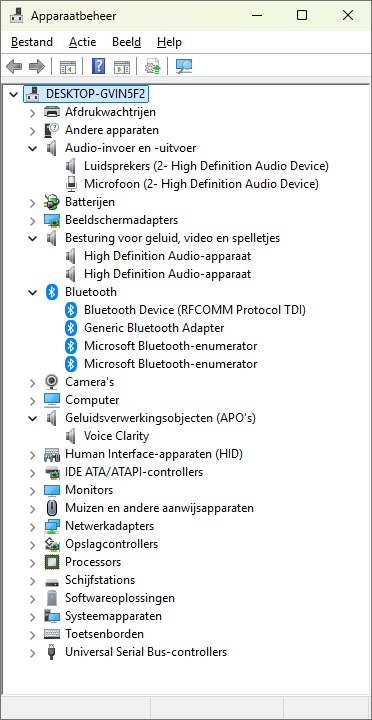 Apparaatbeheer
Bestand Actie Beeld Help
DESKTOP-GVIN5F2
Afdrukwachtrijen
Andere apparaten
Audio-invoer en -uitvoer
Luidsprekers (2- High Definition Audio Device)
Microfoon (2- High Definition Audio Device)
Batterijen
Beeldschermadapters
Besturing voor geluid, video en spelletjes
High Definition Audio-apparaat
High Definition Audio-apparaat
Bluetooth
Bluetooth Device (RFCOMM Protocol TDI)
Generic Bluetooth Adapter
Microsoft Bluetooth-enumerator
Microsoft Bluetooth-enumerator
Camera's
Computer
Geluidsverwerkingsobjecten (APO's)
Voice Clarity
Human Interface-apparaten (HID)
IDE ATA/ATAPI-controllers
Monitors
Muizen en andere aanwijsapparaten
Netwerkadapters
Opslagcontrollers
Processors
Schijfstations
Softwareoplossingen
Systeemapparaten
Toetsenborden
Universal Serial Bus-controllers